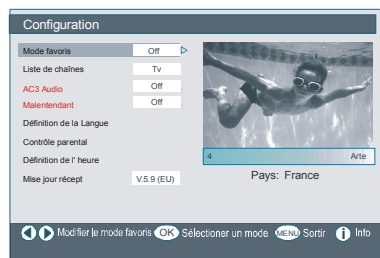 Configuration
Mode favoris Off
Liste de chaînes Tv
AC3 Audio Off
Malentendant Off
Définition de la Langue
Contrôle parental
Définition de l' heure
Mise jour récept V.5.9 (EU)
4 Arte
Pays: France
Modifier le mode favoris OK Sélectioner un mode MENU Sortir i Info